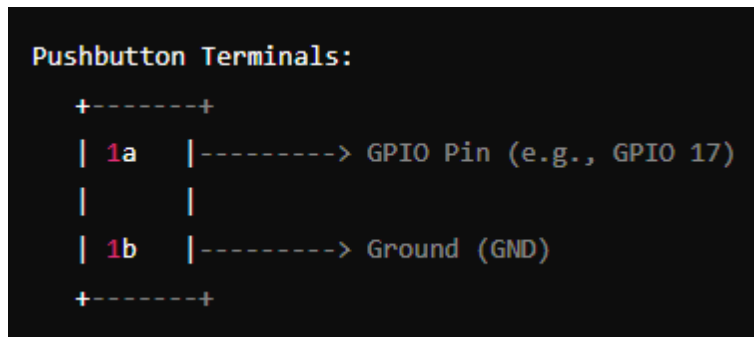 Pushbutton Terminals:
+-------+
| 1a   |---------> GPIO Pin (e.g., GPIO 17)
|       |
| 1b   |---------> Ground (GND)
+-------+